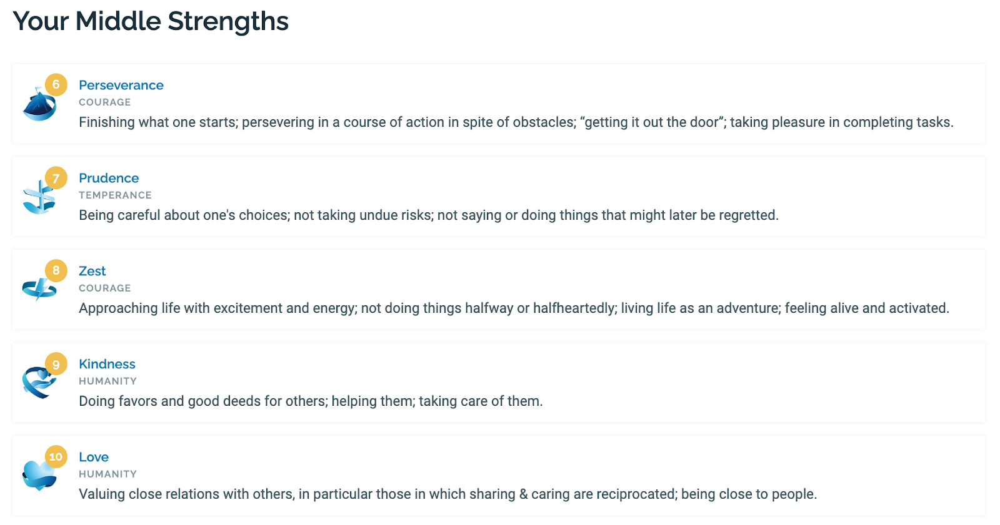 Your Middle Strengths
6
Perseverance
COURAGE
Finishing what one starts; persevering in a course of action in spite of obstacles; “getting it out the door”; taking pleasure in completing tasks.
7
Prudence
TEMPERANCE
Being careful about one's choices; not taking undue risks; not saying or doing things that might later be regretted.
8
Zest
COURAGE
Approaching life with excitement and energy; not doing things halfway or halfheartedly; living life as an adventure; feeling alive and activated.
9
Kindness
HUMANITY
Doing favors and good deeds for others; helping them; taking care of them.
10
Love
HUMANITY
Valuing close relations with others, in particular those in which sharing & caring are reciprocated; being close to people.